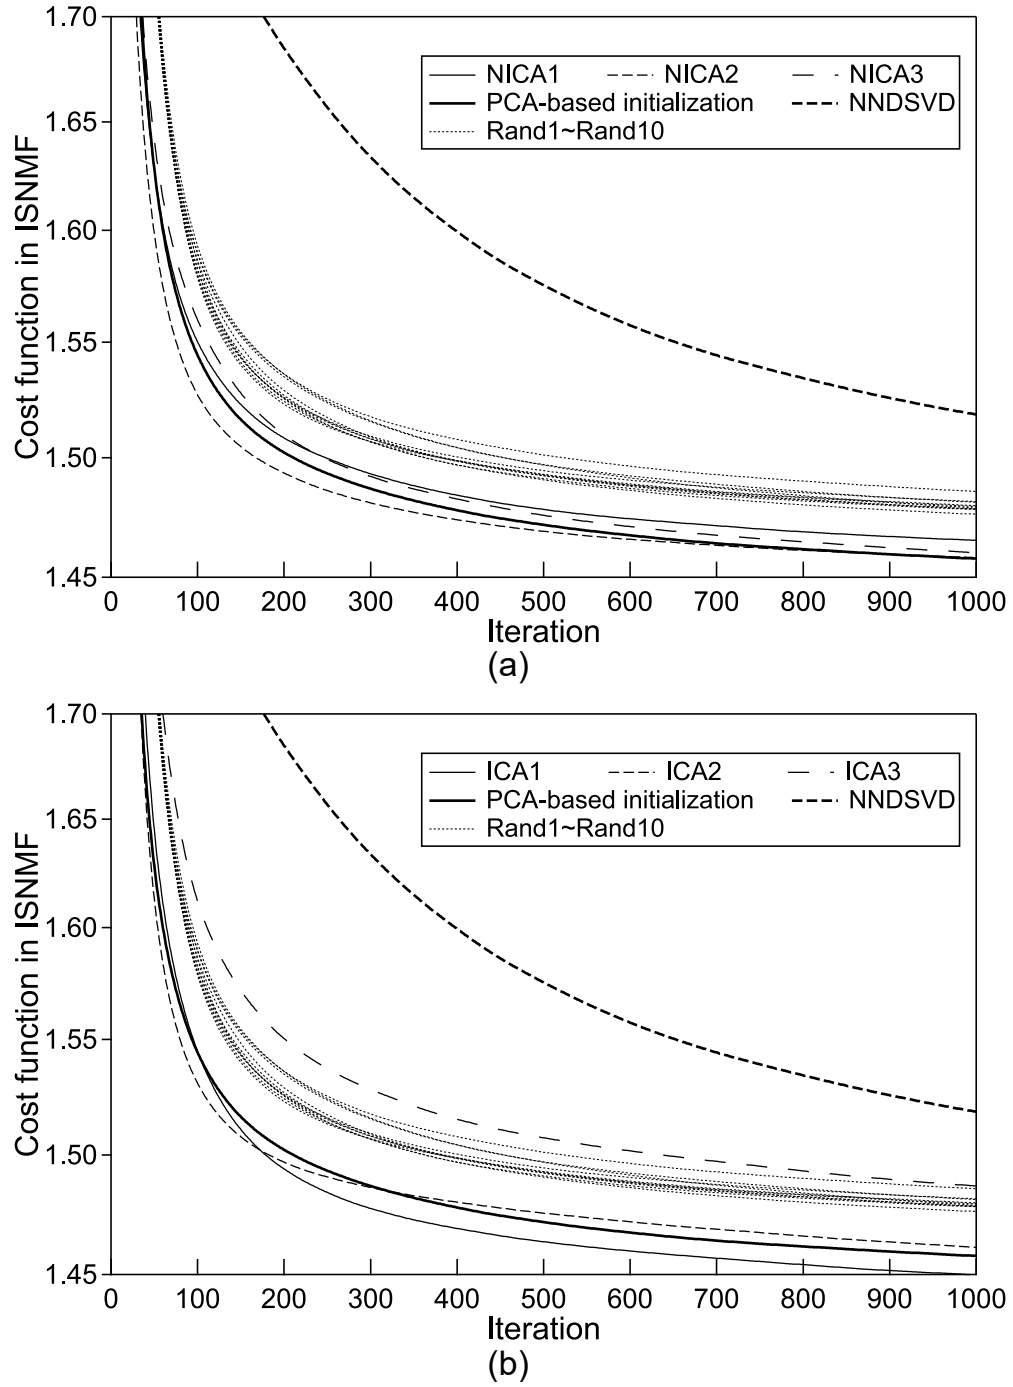 1.70
1.65
1.60
1.55
1.50
1.45
Cost function in ISNMF
NICA1 NICA2 NICA3
PCA-based initialization NNDSVD
Rand1~Rand10
0 100 200 300 400 500 600 700 800 900 1000
Iteration
(a)
1.70
1.65
1.60
1.55
1.50
1.45
Cost function in ISNMF
ICA1 ICA2 ICA3
PCA-based initialization NNDSVD
Rand1~Rand10
0 100 200 300 400 500 600 700 800 900 1000
Iteration
(b)